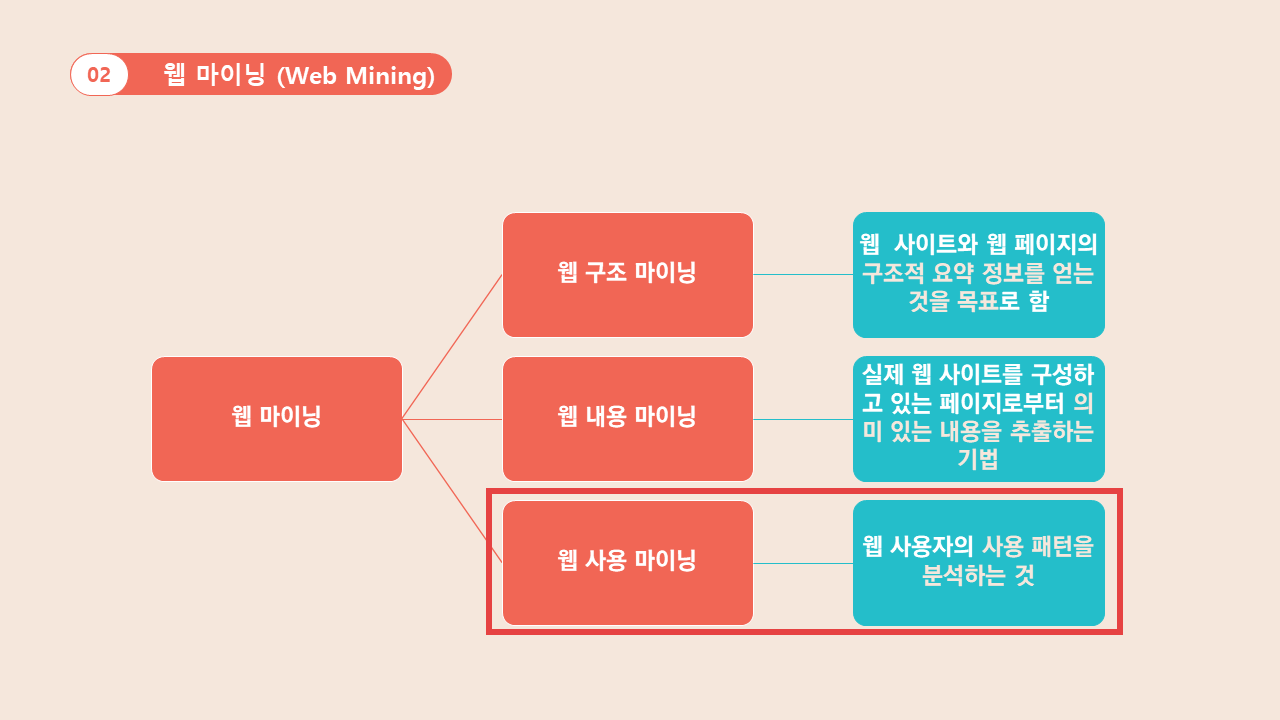 02
웹 마이닝 (Web Mining)
웹 마이닝
웹 구조 마이닝
웹  사이트와 웹 페이지의
구조적 요약 정보를 얻는
것을 목표로 함
웹 내용 마이닝
실제 웹 사이트를 구성하
고 있는 페이지로부터 의
미 있는 내용을 추출하는
기법
웹 사용 마이닝
웹 사용자의 사용 패턴을
분석하는 것